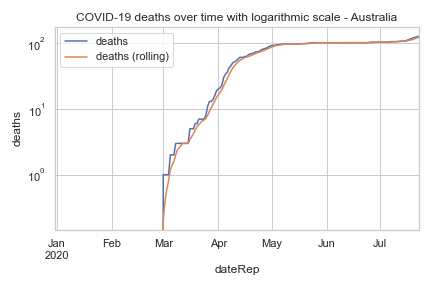 COVID-19 deaths over time with logarithmic scale - Australia
deaths
deaths (rolling)
10²
10¹
10⁰
deaths
Jan Feb Mar Apr May Jun Jul
2020
dateRep